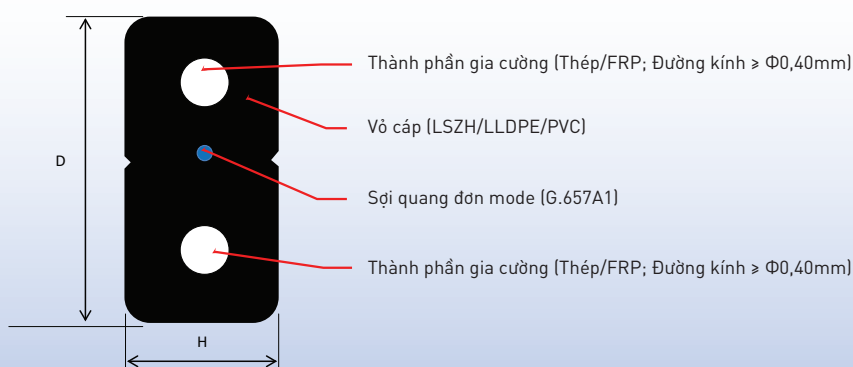 Thành phần gia cường (Thép/FRP; Đường kính ≥ Φ0,40mm)
Vỏ cáp (LSZH/LLDPE/PVC)
D
Sợi quang đơn mode (G.657A1)
Thành phần gia cường (Thép/FRP; Đường kính ≥ Φ0,40mm)
H